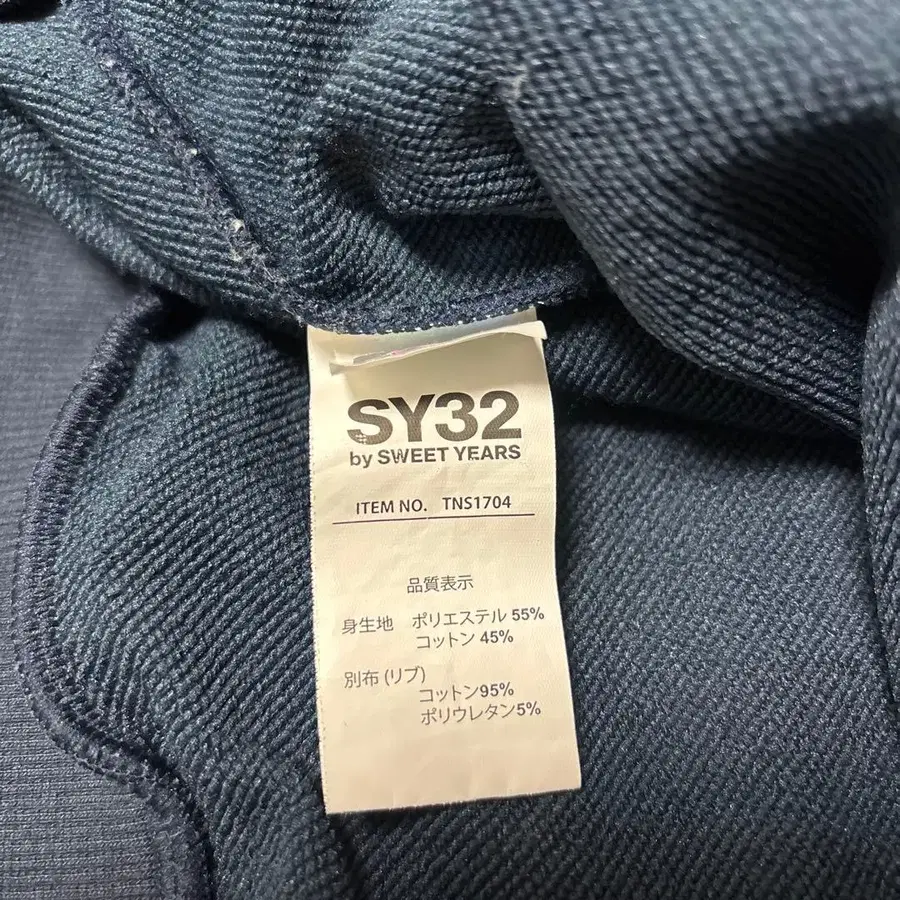 SY32
by SWEET YEARS
ITEM NO. TNS1704
品質表示
身生地 ポリエステル 55%
コットン 45%
別布 (リブ)
コットン95%
ポリウレタン5%